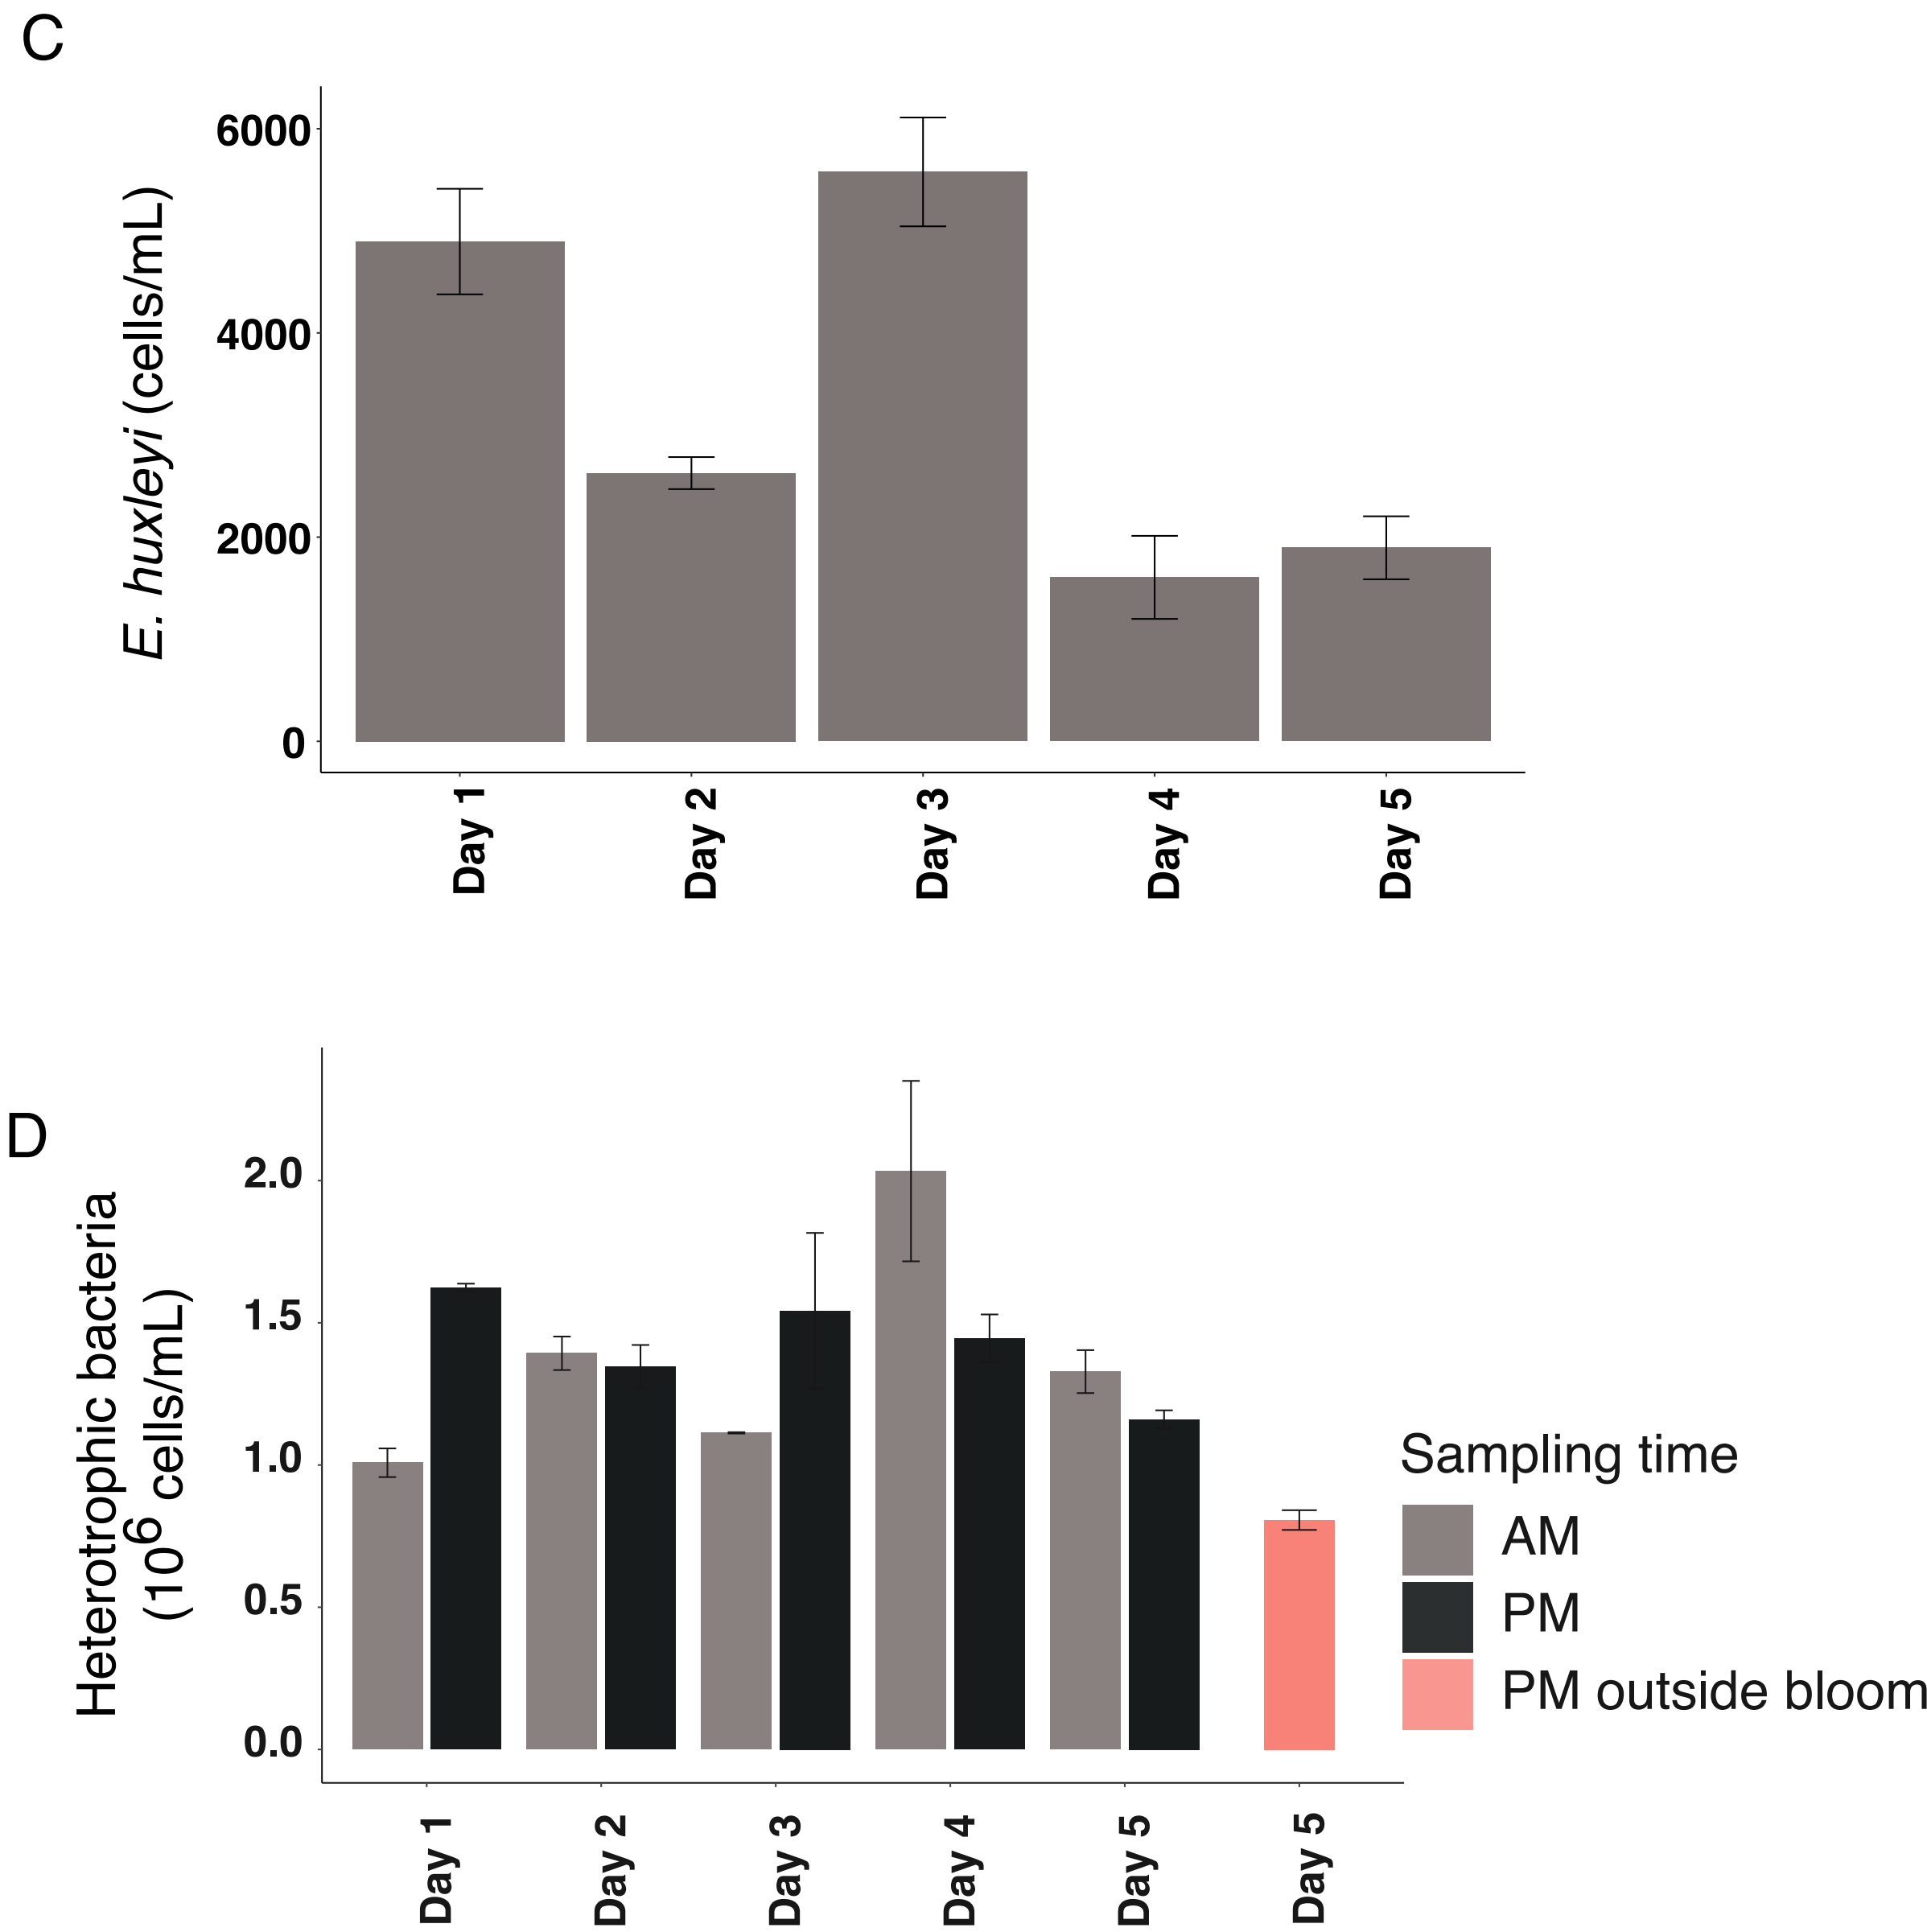 C
E. huxleyi (cells/mL)
6000
4000
2000
0
Day 1
Day 2
Day 3
Day 4
Day 5
D
Heterotrophic bacteria
(10⁶ cells/mL)
2.0
1.5
1.0
0.5
0.0
Day 1
Day 2
Day 3
Day 4
Day 5
Day 5
Sampling time
AM
PM
PM outside bloom